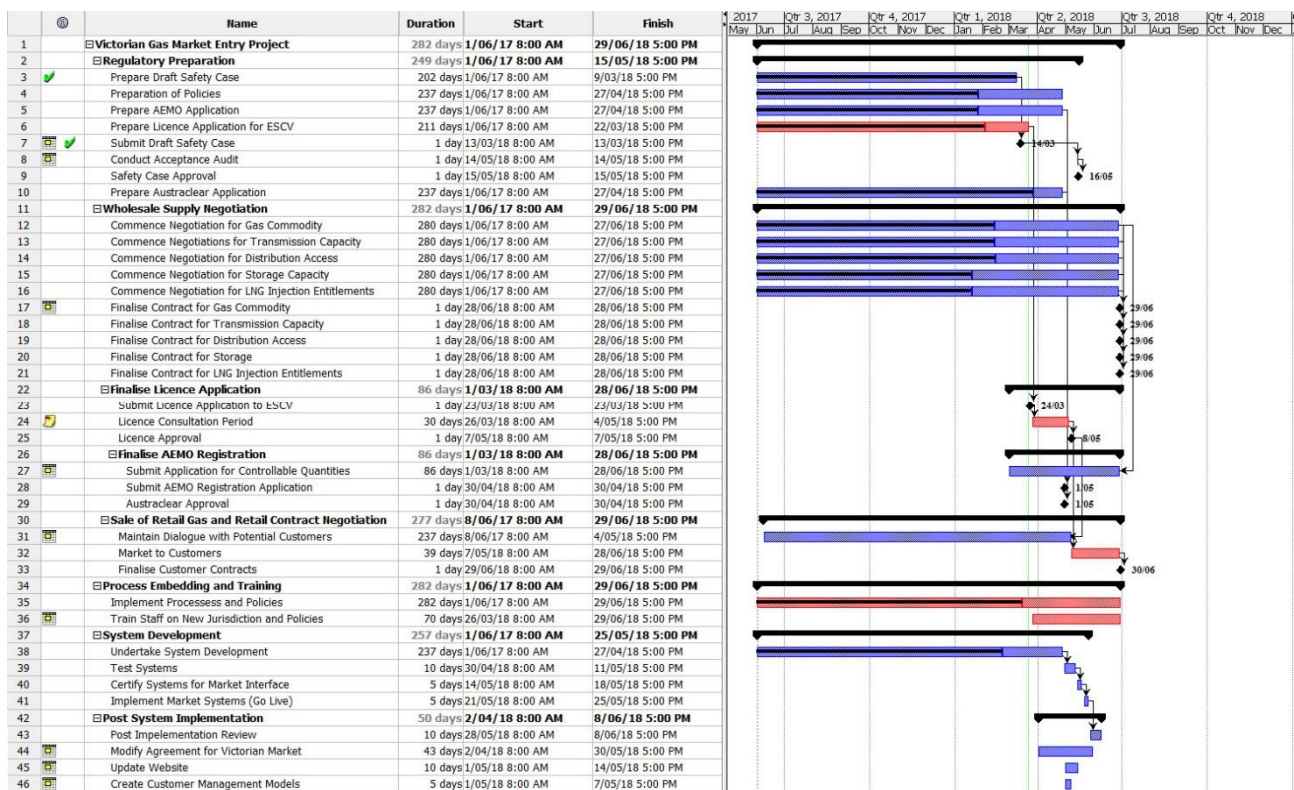 Name Duration Start Finish
2017 Qtr 3, 2017 Qtr 4, 2017 Qtr 1, 2018 Qtr 2, 2018 Qtr 3, 2018 Qtr 4, 2018
May Jun Jul Aug Sep Oct Nov Dec Jan Feb Mar Apr May Jun Jul Aug Sep Oct Nov Dec
1 Victorian Gas Market Entry Project 282 days 1/06/17 8:00 AM 29/06/18 5:00 PM
2 Regulatory Preparation 249 days 1/06/17 8:00 AM 15/05/18 5:00 PM
3 Prepare Draft Safety Case 202 days 1/06/17 8:00 AM 9/03/18 5:00 PM
4 Preparation of Policies 237 days 1/06/17 8:00 AM 27/04/18 5:00 PM
5 Prepare AEMO Application 237 days 1/06/17 8:00 AM 27/04/18 5:00 PM
6 Prepare Licence Application for ESCV 211 days 1/06/17 8:00 AM 22/03/18 5:00 PM
7 Submit Draft Safety Case 1 day 13/03/18 8:00 AM 13/03/18 5:00 PM 14/03
8 Conduct Acceptance Audit 1 day 14/05/18 8:00 AM 14/05/18 5:00 PM
9 Safety Case Approval 1 day 15/05/18 8:00 AM 15/05/18 5:00 PM 16/05
10 Prepare Austraclear Application 237 days 1/06/17 8:00 AM 27/04/18 5:00 PM
11 Wholesale Supply Negotiation 282 days 1/06/17 8:00 AM 29/06/18 5:00 PM
12 Commence Negotiation for Gas Commodity 280 days 1/06/17 8:00 AM 27/06/18 5:00 PM
13 Commence Negotiations for Transmission Capacity 280 days 1/06/17 8:00 AM 27/06/18 5:00 PM
14 Commence Negotiation for Distribution Access 280 days 1/06/17 8:00 AM 27/06/18 5:00 PM
15 Commence Negotiation for Storage Capacity 280 days 1/06/17 8:00 AM 27/06/18 5:00 PM
16 Commence Negotiation for LNG Injection Entitlements 280 days 1/06/17 8:00 AM 27/06/18 5:00 PM
17 Finalise Contract for Gas Commodity 1 day 28/06/18 8:00 AM 28/06/18 5:00 PM 29/06
18 Finalise Contract for Transmission Capacity 1 day 28/06/18 8:00 AM 28/06/18 5:00 PM 29/06
19 Finalise Contract for Distribution Access 1 day 28/06/18 8:00 AM 28/06/18 5:00 PM 29/06
20 Finalise Contract for Storage 1 day 28/06/18 8:00 AM 28/06/18 5:00 PM 29/06
21 Finalise Contract for LNG Injection Entitlements 1 day 28/06/18 8:00 AM 28/06/18 5:00 PM 29/06
22 Finalise Licence Application 86 days 1/03/18 8:00 AM 28/06/18 5:00 PM
23 Submit Licence Application to ESCV 1 day 23/03/18 8:00 AM 23/03/18 5:00 PM 24/03
24 Licence Consultation Period 30 days 26/03/18 8:00 AM 4/05/18 5:00 PM
25 Licence Approval 1 day 7/05/18 8:00 AM 7/05/18 5:00 PM 8/05
26 Finalise AEMO Registration 86 days 1/03/18 8:00 AM 28/06/18 5:00 PM
27 Submit Application for Controllable Quantities 86 days 1/03/18 8:00 AM 28/06/18 5:00 PM
28 Submit AEMO Registration Application 1 day 30/04/18 8:00 AM 30/04/18 5:00 PM 1/05
29 Austraclear Approval 1 day 30/04/18 8:00 AM 30/04/18 5:00 PM 1/05
30 Sale of Retail Gas and Retail Contract Negotiation 277 days 8/06/17 8:00 AM 29/06/18 5:00 PM
31 Maintain Dialogue with Potential Customers 237 days 8/06/17 8:00 AM 4/05/18 5:00 PM
32 Market to Customers 39 days 7/05/18 8:00 AM 28/06/18 5:00 PM
33 Finalise Customer Contracts 1 day 29/06/18 8:00 AM 29/06/18 5:00 PM 30/06
34 Process Embedding and Training 282 days 1/06/17 8:00 AM 29/06/18 5:00 PM
35 Implement Processess and Policies 282 days 1/06/17 8:00 AM 29/06/18 5:00 PM
36 Train Staff on New Jurisdiction and Policies 70 days 26/03/18 8:00 AM 29/06/18 5:00 PM
37 System Development 257 days 1/06/17 8:00 AM 25/05/18 5:00 PM
38 Undertake System Development 237 days 1/06/17 8:00 AM 27/04/18 5:00 PM
39 Test Systems 10 days 30/04/18 8:00 AM 11/05/18 5:00 PM
40 Certify Systems for Market Interface 5 days 14/05/18 8:00 AM 18/05/18 5:00 PM
41 Implement Market Systems (Go Live) 5 days 21/05/18 8:00 AM 25/05/18 5:00 PM
42 Post System Implementation 50 days 2/04/18 8:00 AM 8/06/18 5:00 PM
43 Post Impelementation Review 10 days 28/05/18 8:00 AM 8/06/18 5:00 PM
44 Modify Agreement for Victorian Market 43 days 2/04/18 8:00 AM 30/05/18 5:00 PM
45 Update Website 10 days 1/05/18 8:00 AM 14/05/18 5:00 PM
46 Create Customer Management Models 5 days 1/05/18 8:00 AM 7/05/18 5:00 PM